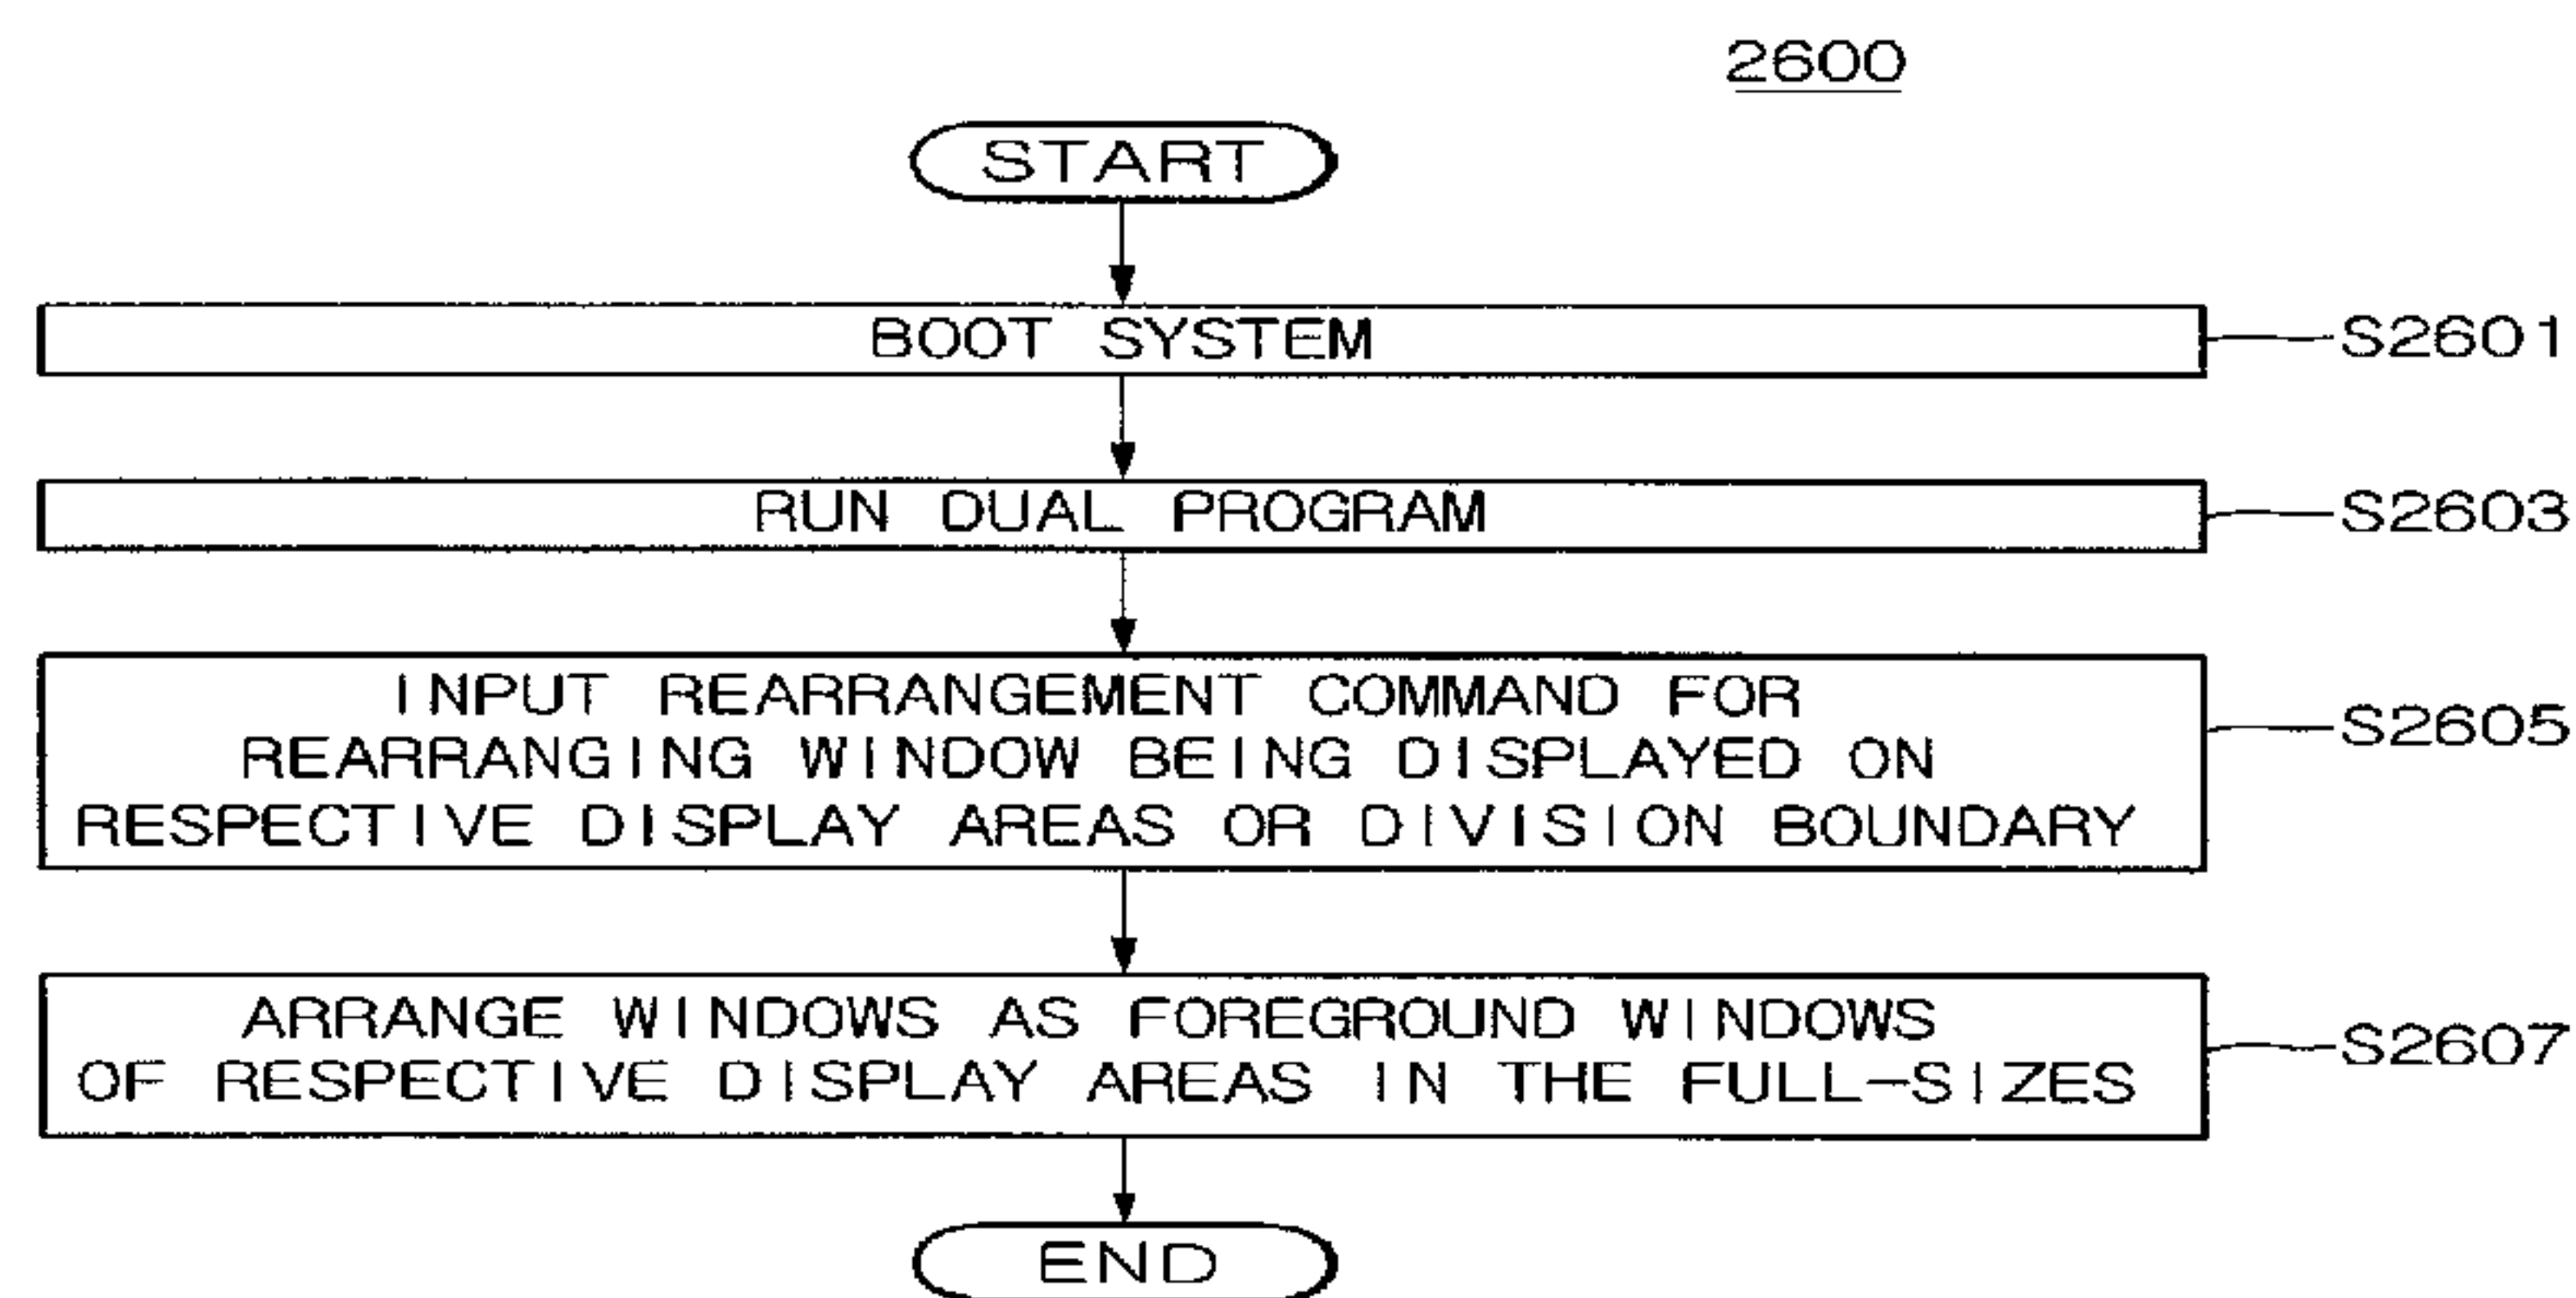 2600
START
BOOT SYSTEM
S2601
RUN DUAL PROGRAM
S2603
INPUT REARRANGEMENT COMMAND FOR
REARRANGING WINDOW BEING DISPLAYED ON
RESPECTIVE DISPLAY AREAS OR DIVISION BOUNDARY
S2605
ARRANGE WINDOWS AS FOREGROUND WINDOWS
OF RESPECTIVE DISPLAY AREAS IN THE FULL-SIZES
S2607
END